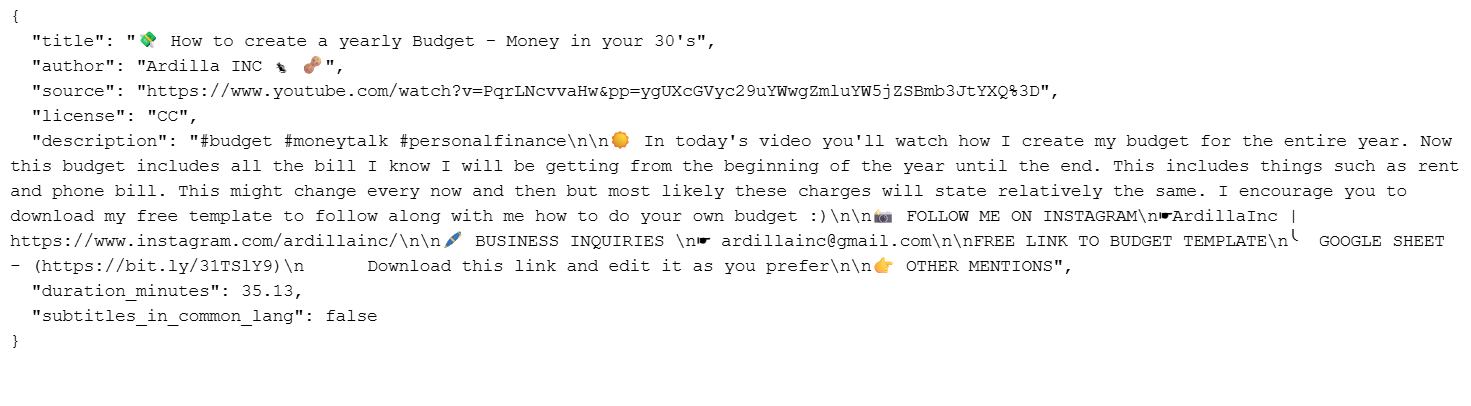 {
  "title": "💸 How to create a yearly Budget - Money in your 30's",
  "author": "Ardilla INC 🐿 🥜",
  "source": "https://www.youtube.com/watch?v=PqrLNcvvaHw&pp=ygUXcGVyc29uYWwgZmluYW5jZSBmb3JtYXQ%3D",
  "license": "CC",
  "description": "#budget #moneytalk #personalfinance\n\n🌼 In today's video you'll watch how I create my budget for the entire year. Now
this budget includes all the bill I know I will be getting from the beginning of the year until the end. This includes things such as rent
and phone bill. This might change every now and then but most likely these charges will state relatively the same. I encourage you to
download my free template to follow along with me how to do your own budget :)\n\n📸 FOLLOW ME ON INSTAGRAM\n☛ArdillaInc |
https://www.instagram.com/ardillainc/\n\n🖊 BUSINESS INQUIRIES \n☛ ardillainc@gmail.com\n\nFREE LINK TO BUDGET TEMPLATE\n╰  GOOGLE SHEET
- (https://bit.ly/31TSlY9)\n      Download this link and edit it as you prefer\n\n👉 OTHER MENTIONS",
  "duration_minutes": 35.13,
  "subtitles_in_common_lang": false
}